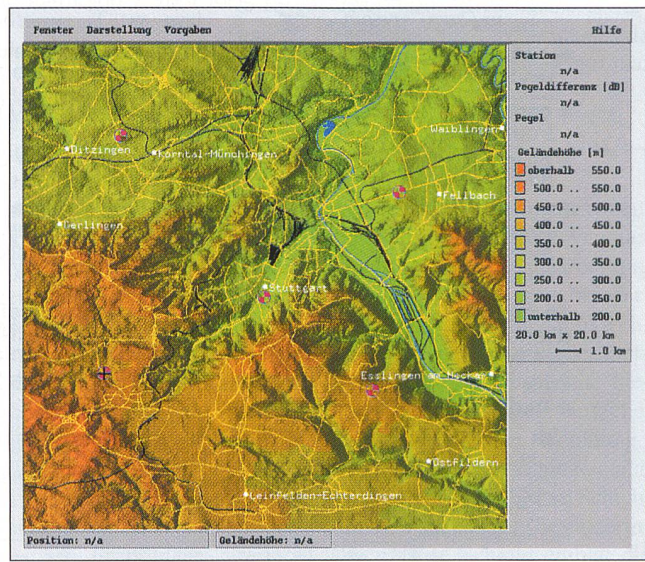 Fenster Darstellung Vorgaben Hilfe
Station
n/a
Pegeldifferenz [dB]
n/a
Pegel
n/a
Geländehöhe [m]
oberhalb 550.0
500.0 .. 550.0
450.0 .. 500.0
400.0 .. 450.0
350.0 .. 400.0
300.0 .. 350.0
250.0 .. 300.0
200.0 .. 250.0
unterhalb 200.0
20.0 km x 20.0 km
1.0 km
Waiblingen
Ditzingen
Korntal-Münchingen
Fellbach
Gerlingen
Stuttgart
Esslingen am Neckar
Ostfildern
Leinfelden-Echterdingen
Position: n/a
Geländehöhe: n/a